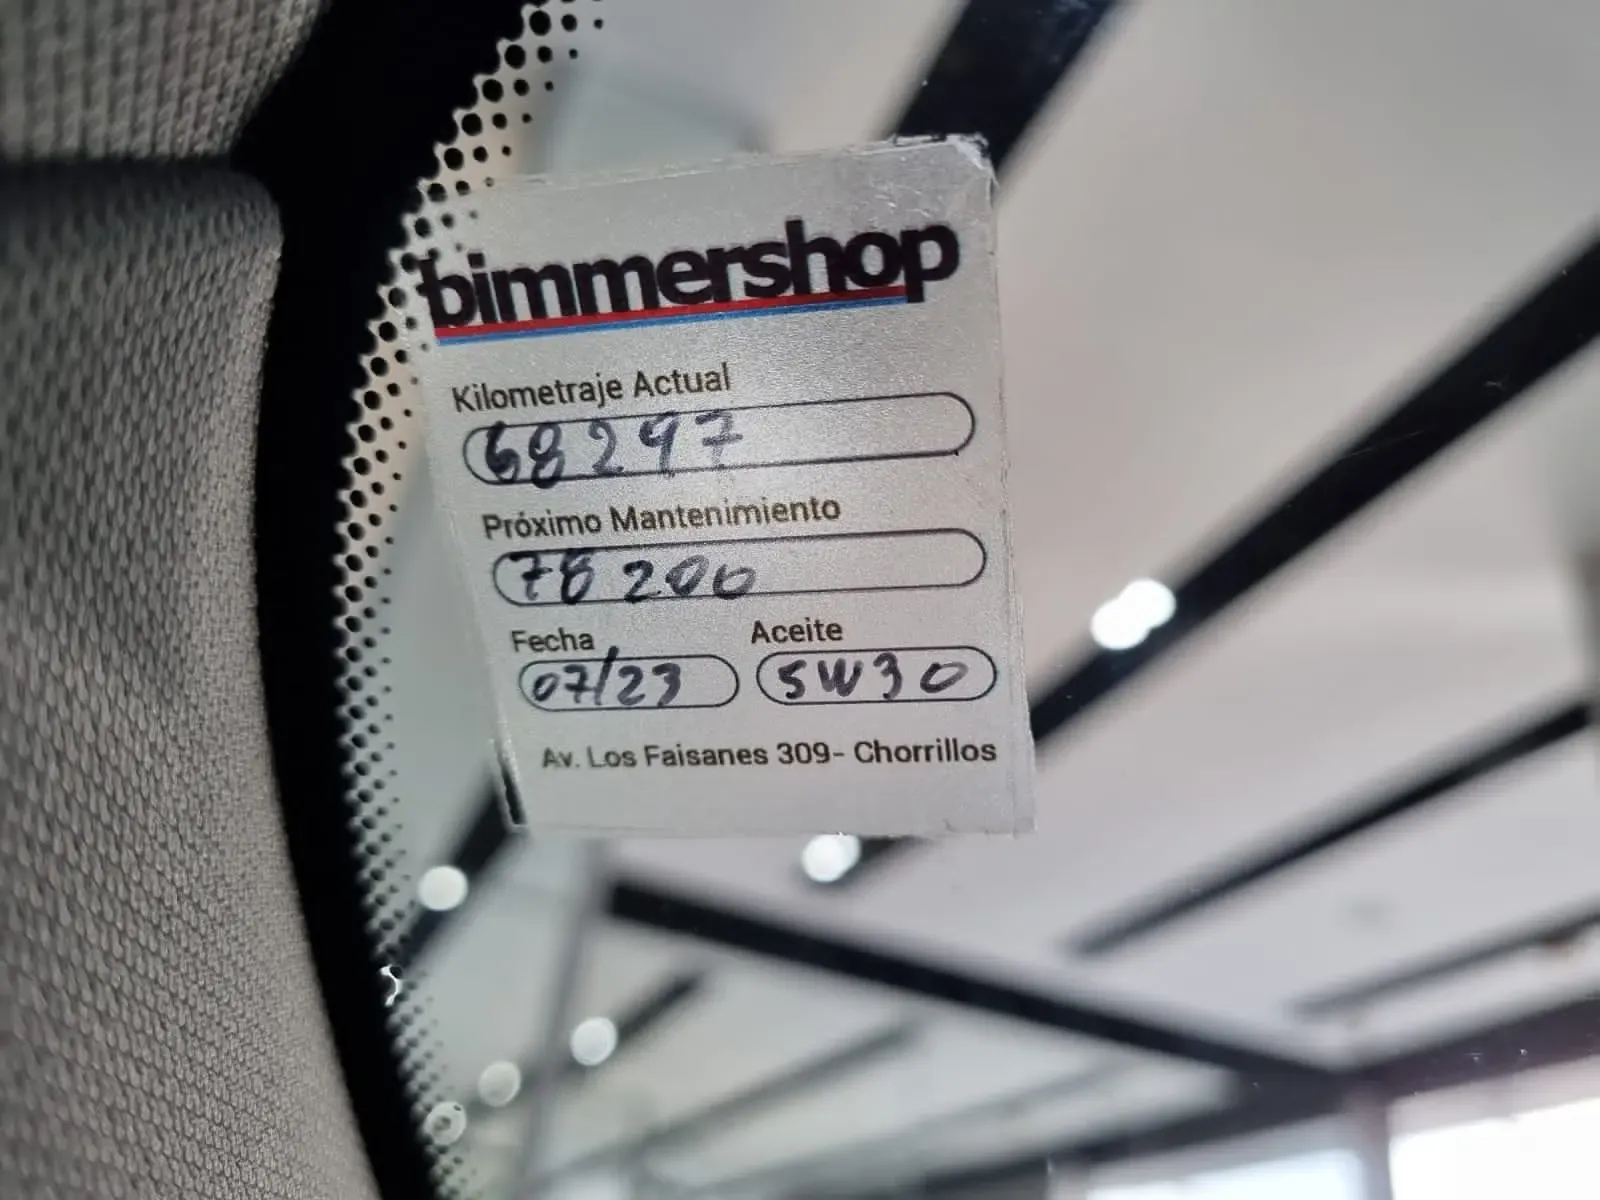 bimmershop
Kilometraje Actual
68297
Próximo Mantenimiento
78200
Fecha Aceite
07/23 5W30
Av. Los Faisanes 309- Chorrillos